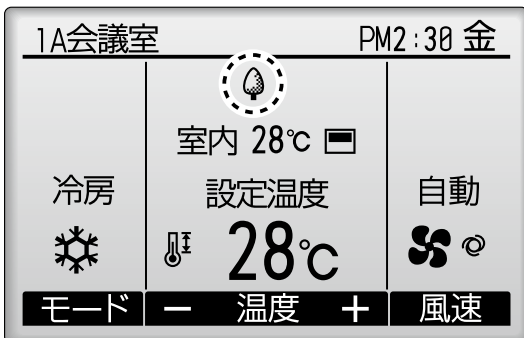 1A会議室 PM2:30 金
室内 28℃
冷房 設定温度 自動
28℃
モード − 温度 + 風速